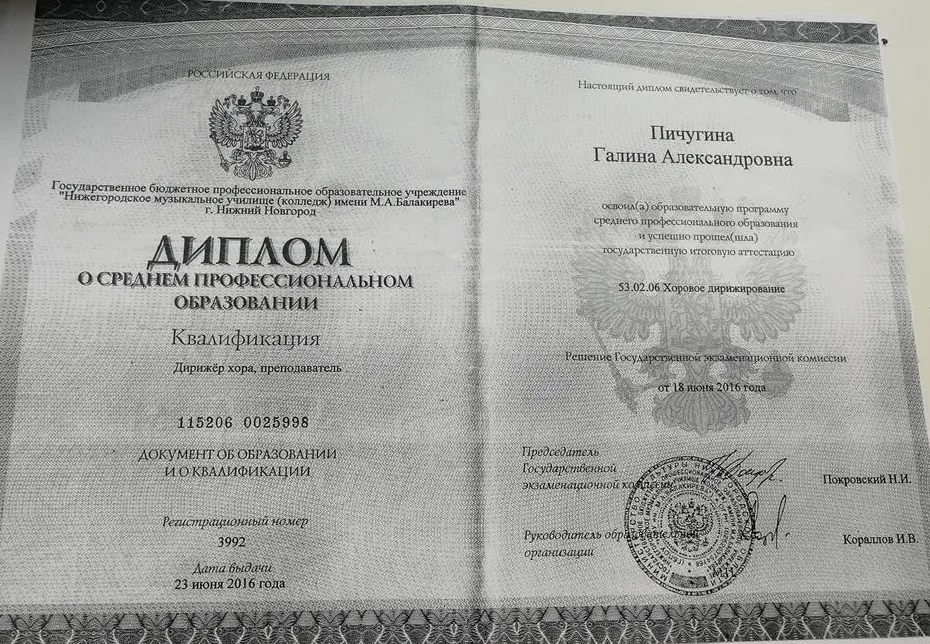 РОССИЙСКАЯ ФЕДЕРАЦИЯ
Государственное бюджетное профессиональное образовательное учреждение
"Нижегородское музыкальное училище (колледж) имени М.А.Балакирева"
г. Нижний Новгород
ДИПЛОМ
О СРЕДНЕМ ПРОФЕССИОНАЛЬНОМ
ОБРАЗОВАНИИ
Квалификация
Дирижёр хора, преподаватель
115206 0025998
ДОКУМЕНТ ОБ ОБРАЗОВАНИИ
И О КВАЛИФИКАЦИИ
Регистрационный номер
3992
Дата выдачи
23 июня 2016 года
Настоящий диплом свидетельствует о том, что
Пичугина
Галина Александровна
освоил(а) образовательную программу
среднего профессионального образования
и успешно прошел(шла)
государственную итоговую аттестацию
53.02.06 Хоровое дирижирование
Решение Государственной экзаменационной комиссии
от 18 июня 2016 года
Председатель
Государственной
экзаменационной комиссии
Покровский Н.И.
Руководитель образовательной
организации
Кораллов И.В.